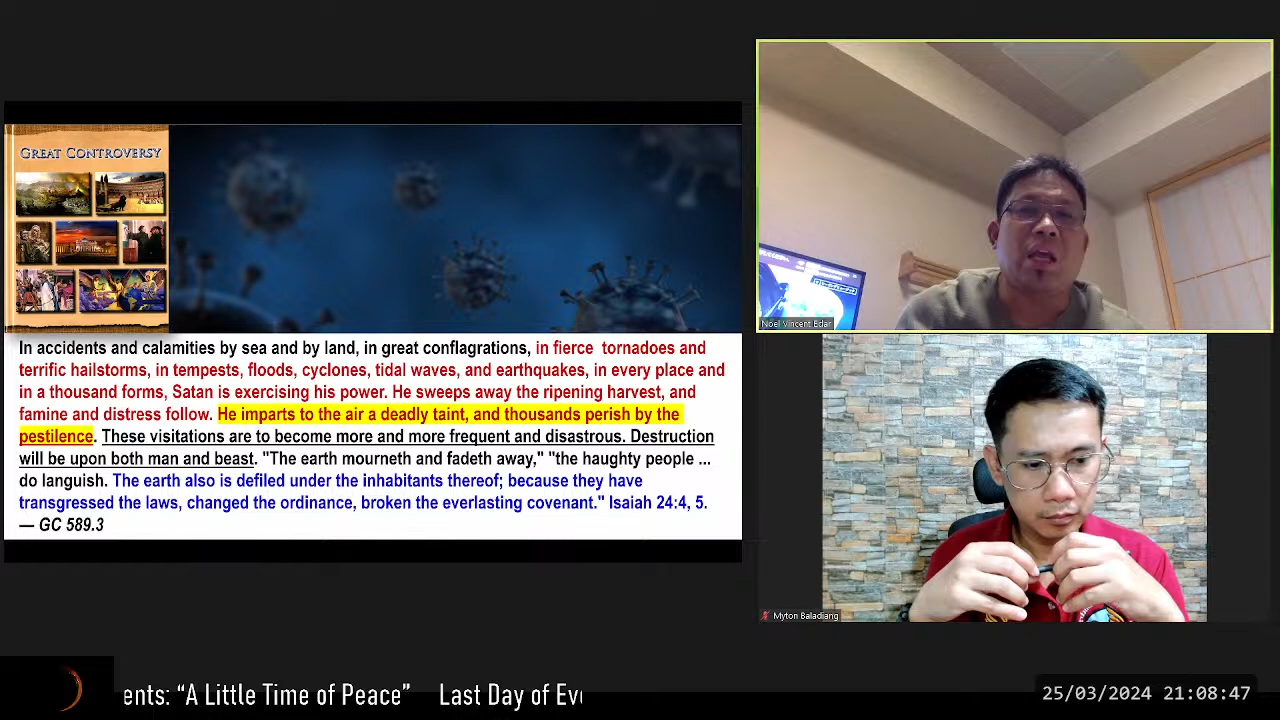 GREAT CONTROVERSY
In accidents and calamities by sea and by land, in great conflagrations, in fierce tornadoes and
terrific hailstorms, in tempests, floods, cyclones, tidal waves, and earthquakes, in every place and
in a thousand forms, Satan is exercising his power. He sweeps away the ripening harvest, and
famine and distress follow. He imparts to the air a deadly taint, and thousands perish by the
pestilence. These visitations are to become more and more frequent and disastrous. Destruction
will be upon both man and beast. "The earth mourneth and fadeth away," "the haughty people ...
do languish. The earth also is defiled under the inhabitants thereof; because they have
transgressed the laws, changed the ordinance, broken the everlasting covenant." Isaiah 24:4, 5.
— GC 589.3
Noel Vincent Edar
Myton Baladiang
ents: “A Little Time of Peace” Last Day of Eve
25/03/2024 21:08:47